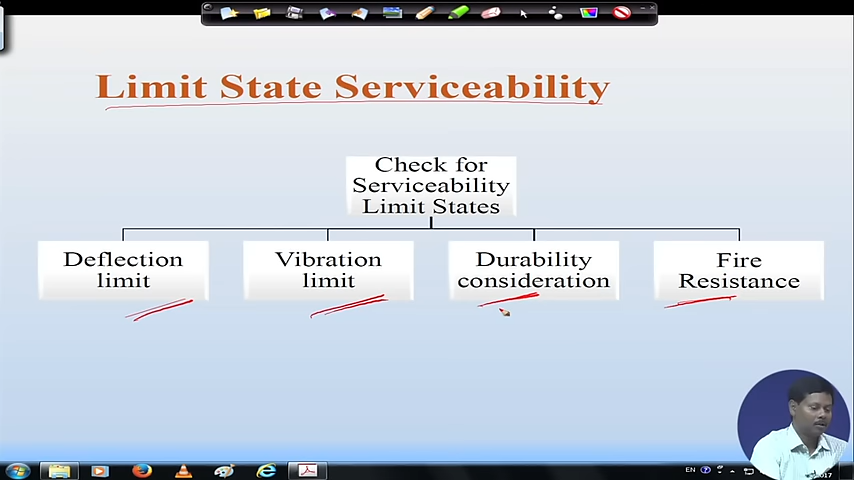 Limit State Serviceability
Check for
Serviceability
Limit States
Deflection
limit
Vibration
limit
Durability
consideration
Fire
Resistance
EN